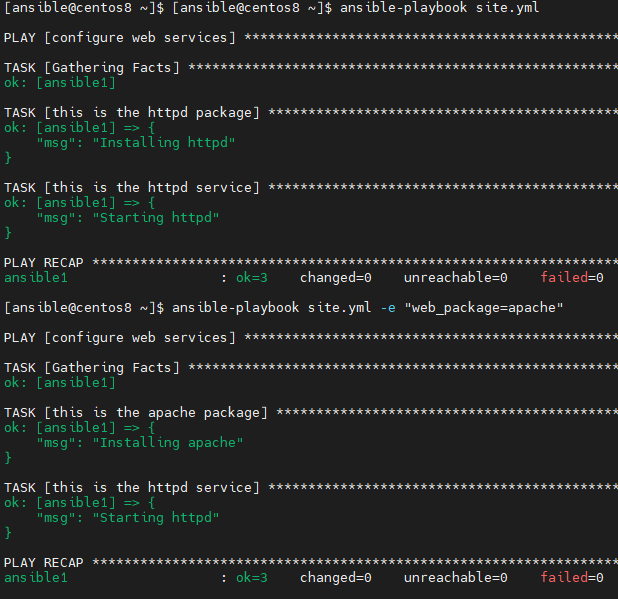 [ansible@centos8 ~]$ [ansible@centos8 ~]$ ansible-playbook site.yml
PLAY [configure web services] ***********************************************
TASK [Gathering Facts] ******************************************************
ok: [ansible1]
TASK [this is the httpd package] ********************************************
ok: [ansible1] => {
    "msg": "Installing httpd"
}
TASK [this is the httpd service] ********************************************
ok: [ansible1] => {
    "msg": "Starting httpd"
}
PLAY RECAP ******************************************************************
ansible1                   : ok=3    changed=0    unreachable=0    failed=0
[ansible@centos8 ~]$ ansible-playbook site.yml -e "web_package=apache"
PLAY [configure web services] ***********************************************
TASK [Gathering Facts] ******************************************************
ok: [ansible1]
TASK [this is the apache package] *******************************************
ok: [ansible1] => {
    "msg": "Installing apache"
}
TASK [this is the httpd service] ********************************************
ok: [ansible1] => {
    "msg": "Starting httpd"
}
PLAY RECAP ******************************************************************
ansible1                   : ok=3    changed=0    unreachable=0    failed=0